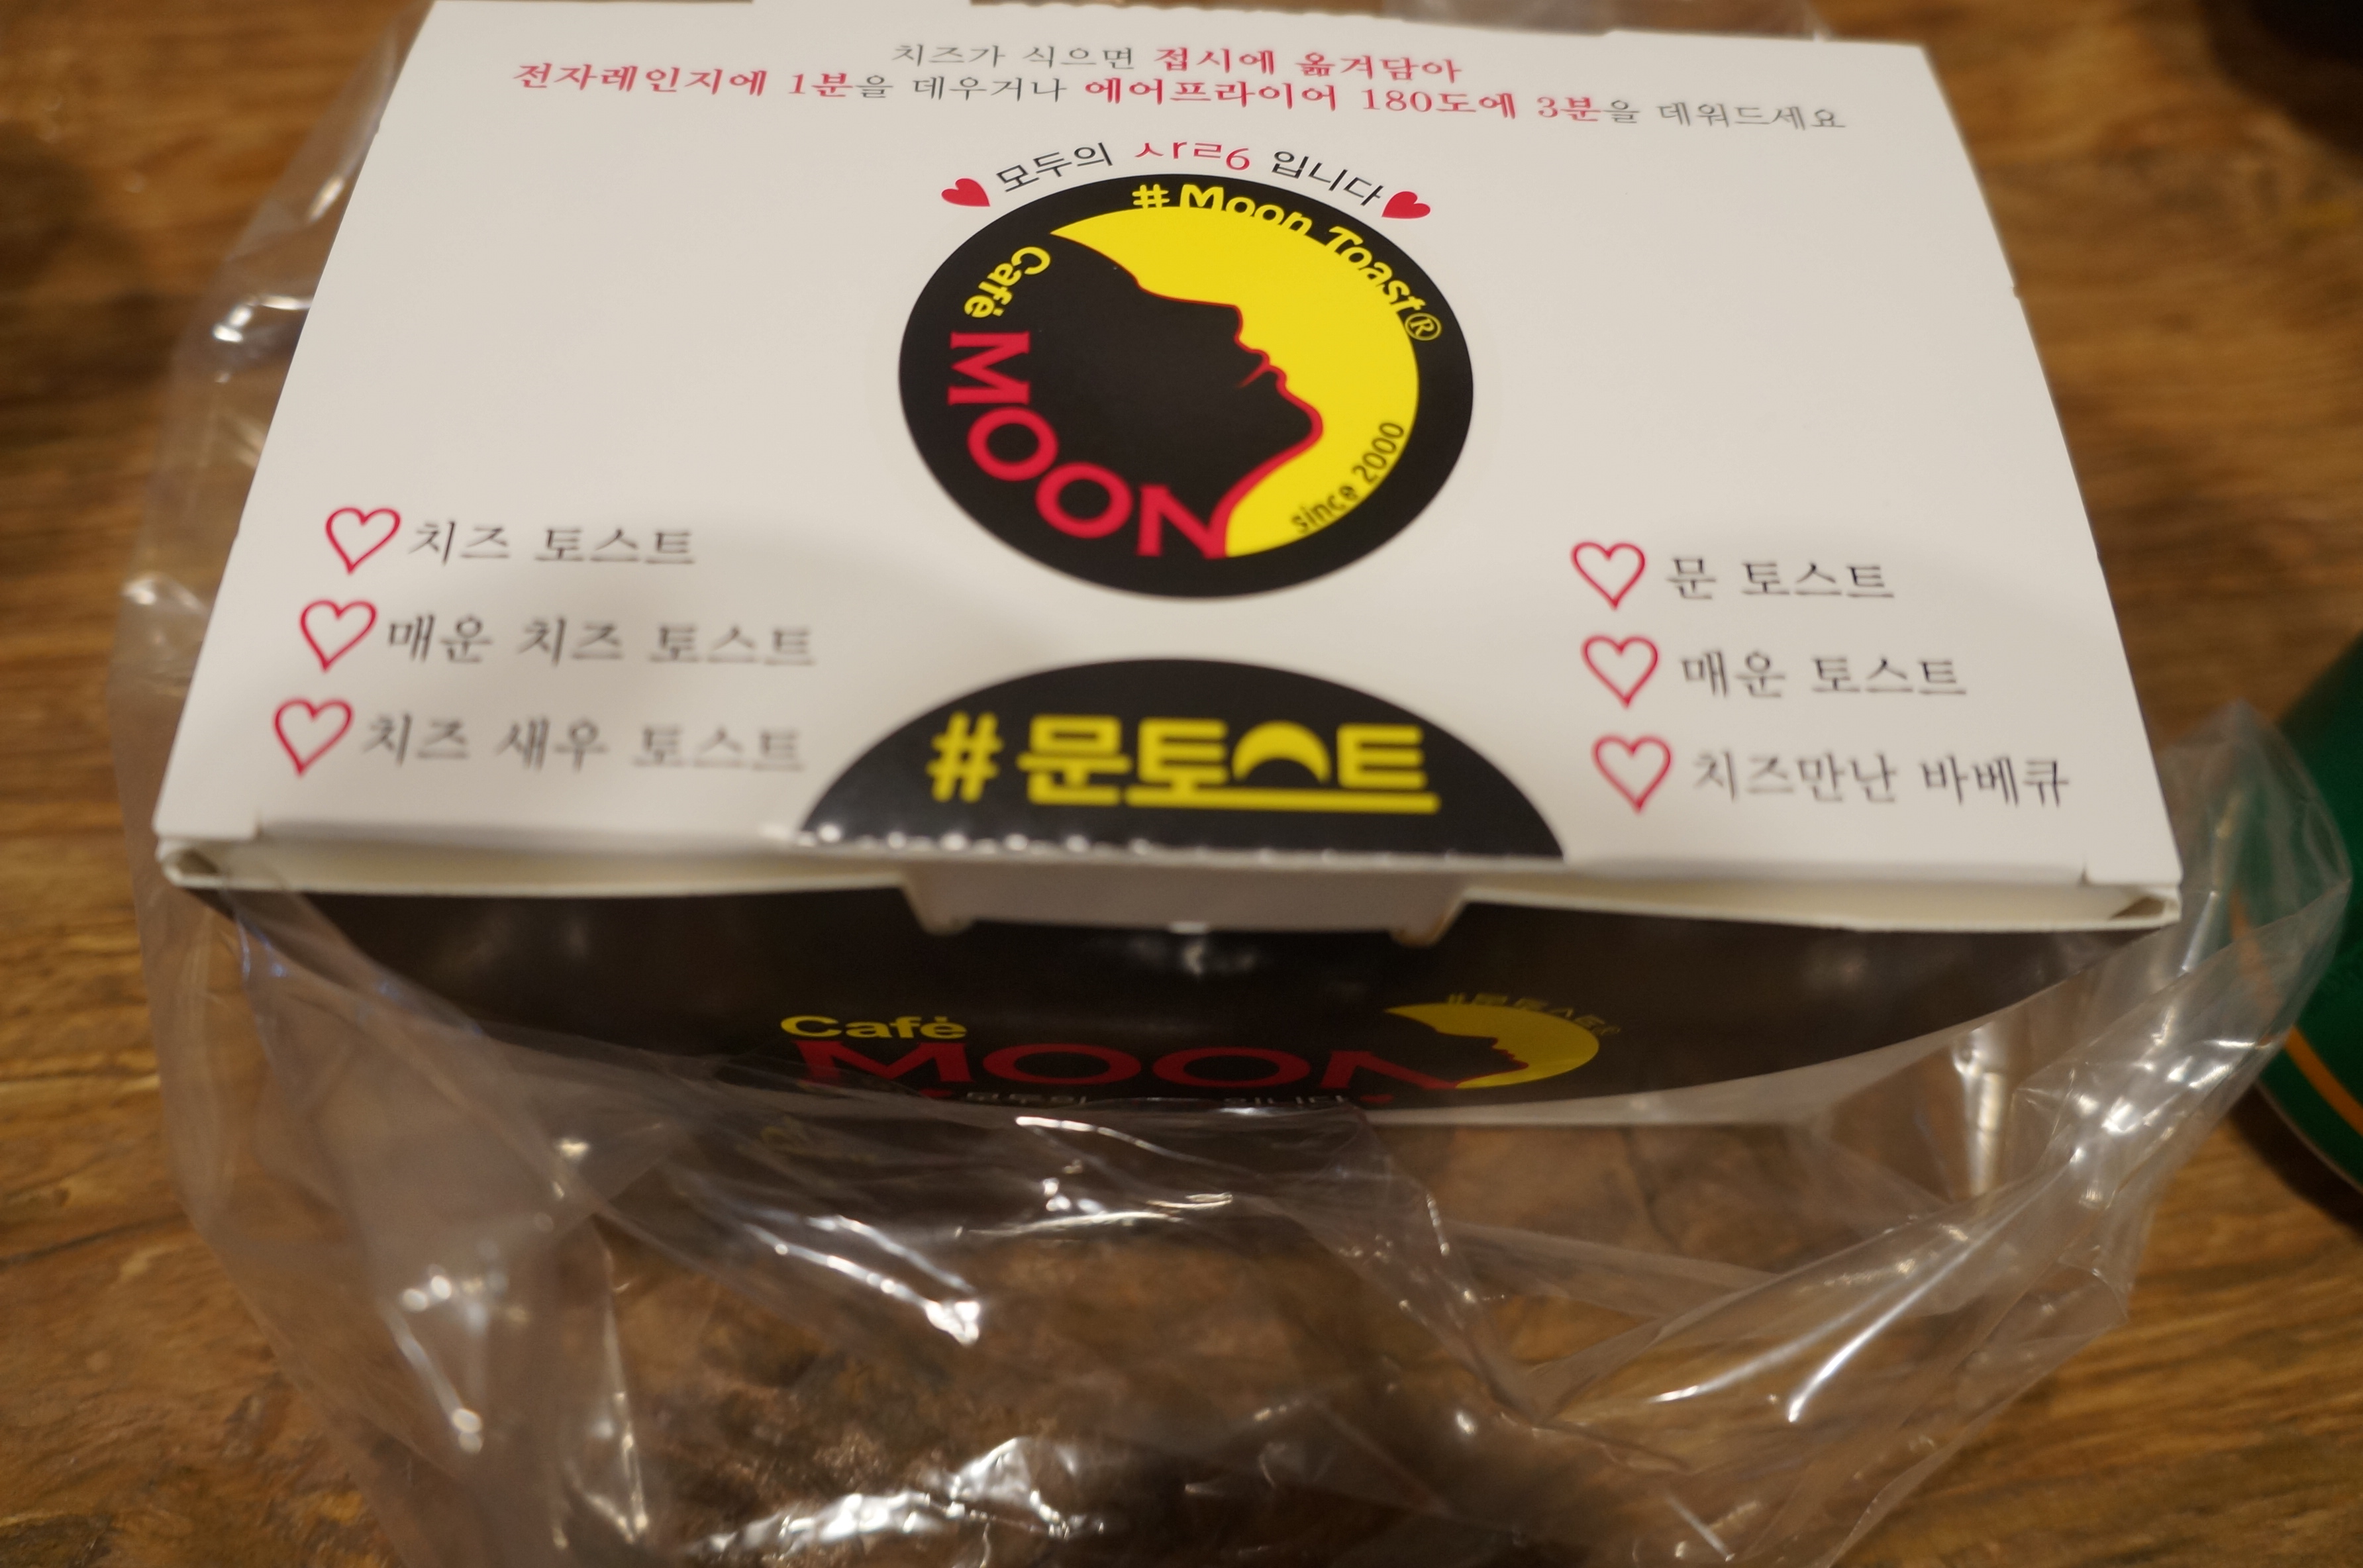 치즈가 식으면 접시에 옮겨담아
전자레인지에 1분을 데우거나 에어프라이어 180도에 3분을 데워드세요
모두의 ㅅㅏㄹㅇ 입니다
#Moon Toast®
Café
MOON
since 2000
치즈 토스트
매운 치즈 토스트
치즈 새우 토스트
문 토스트
매운 토스트
치즈만난 바베큐
#문토스트
Café
MOON